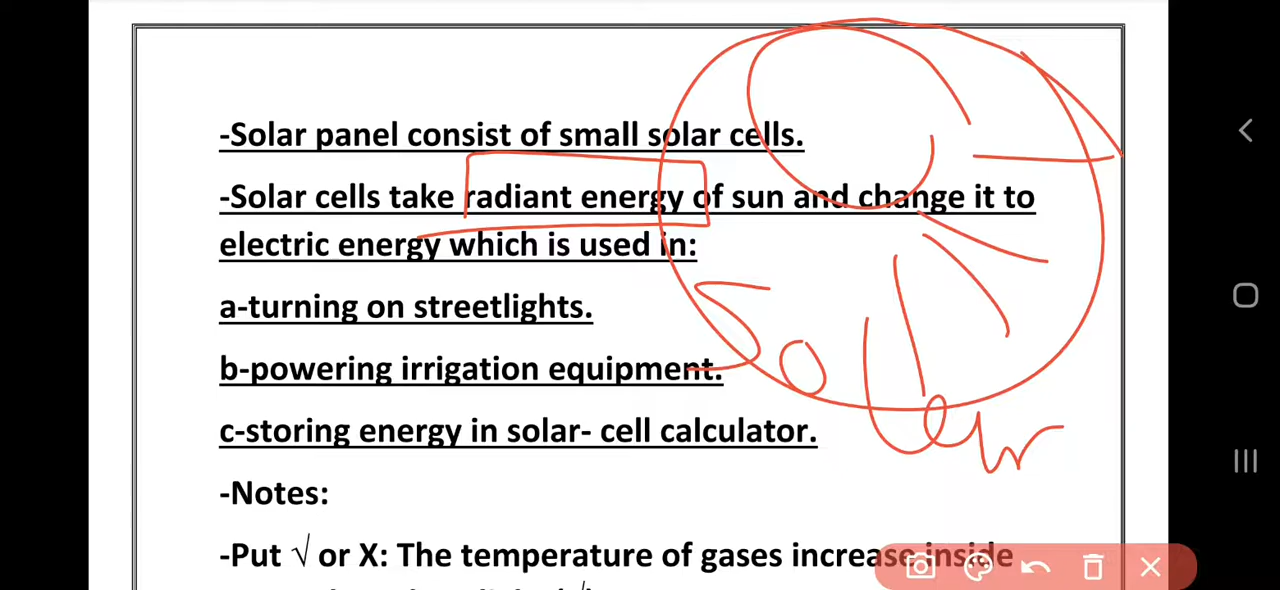 -Solar panel consist of small solar cells.
-Solar cells take radiant energy of sun and change it to
electric energy which is used in:
a-turning on streetlights.
b-powering irrigation equipment.
Solar
c-storing energy in solar- cell calculator.
-Notes:
-Put √ or X: The temperature of gases increase inside